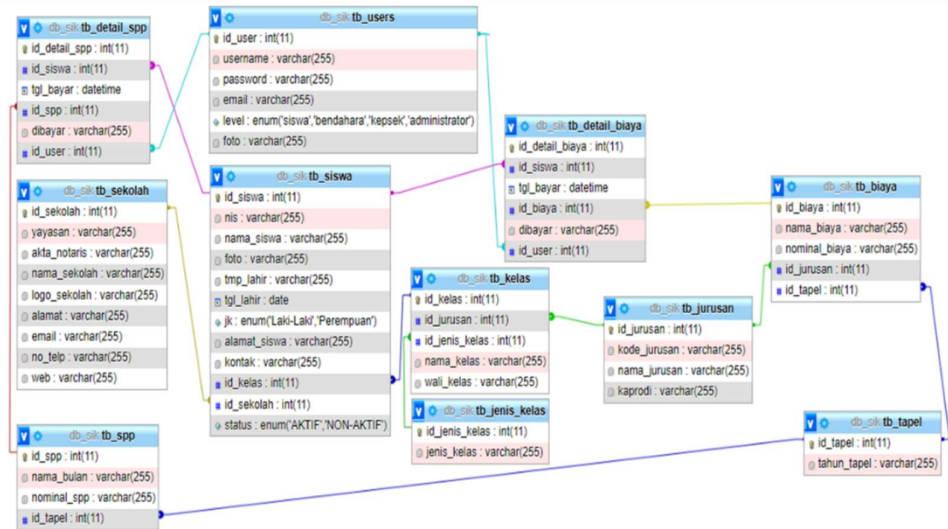 db_sik tb_detail_spp
id_detail_spp : int(11)
id_siswa : int(11)
tgl_bayar : datetime
id_spp : int(11)
dibayar : varchar(255)
id_user : int(11)
db_sik tb_users
id_user : int(11)
username : varchar(255)
password : varchar(255)
email : varchar(255)
level : enum('siswa','bendahara','kepsek','administrator')
foto : varchar(255)
db_sik tb_detail_biaya
id_detail_biaya : int(11)
id_siswa : int(11)
tgl_bayar : datetime
id_biaya : int(11)
dibayar : varchar(255)
id_user : int(11)
db_sik tb_sekolah
id_sekolah : int(11)
yayasan : varchar(255)
akta_notaris : varchar(255)
nama_sekolah : varchar(255)
logo_sekolah : varchar(255)
alamat : varchar(255)
email : varchar(255)
no_telp : varchar(255)
web : varchar(255)
db_sik tb_siswa
id_siswa : int(11)
nis : varchar(255)
nama_siswa : varchar(255)
foto : varchar(255)
tmp_lahir : varchar(255)
tgl_lahir : date
jk : enum('Laki-Laki','Perempuan')
alamat_siswa : varchar(255)
kontak : varchar(255)
id_kelas : int(11)
id_sekolah : int(11)
status : enum('AKTIF','NON-AKTIF')
db_sik tb_biaya
id_biaya : int(11)
nama_biaya : varchar(255)
nominal_biaya : varchar(255)
id_jurusan : int(11)
id_tapel : int(11)
db_sik tb_kelas
id_kelas : int(11)
id_jurusan : int(11)
id_jenis_kelas : int(11)
nama_kelas : varchar(255)
wali_kelas : varchar(255)
db_sik tb_jurusan
id_jurusan : int(11)
kode_jurusan : varchar(255)
nama_jurusan : varchar(255)
kaprodi : varchar(255)
db_sik tb_jenis_kelas
id_jenis_kelas : int(11)
jenis_kelas : varchar(255)
db_sik tb_spp
id_spp : int(11)
nama_bulan : varchar(255)
nominal_spp : varchar(255)
id_tapel : int(11)
db_sik tb_tapel
id_tapel : int(11)
tahun_tapel : varchar(255)